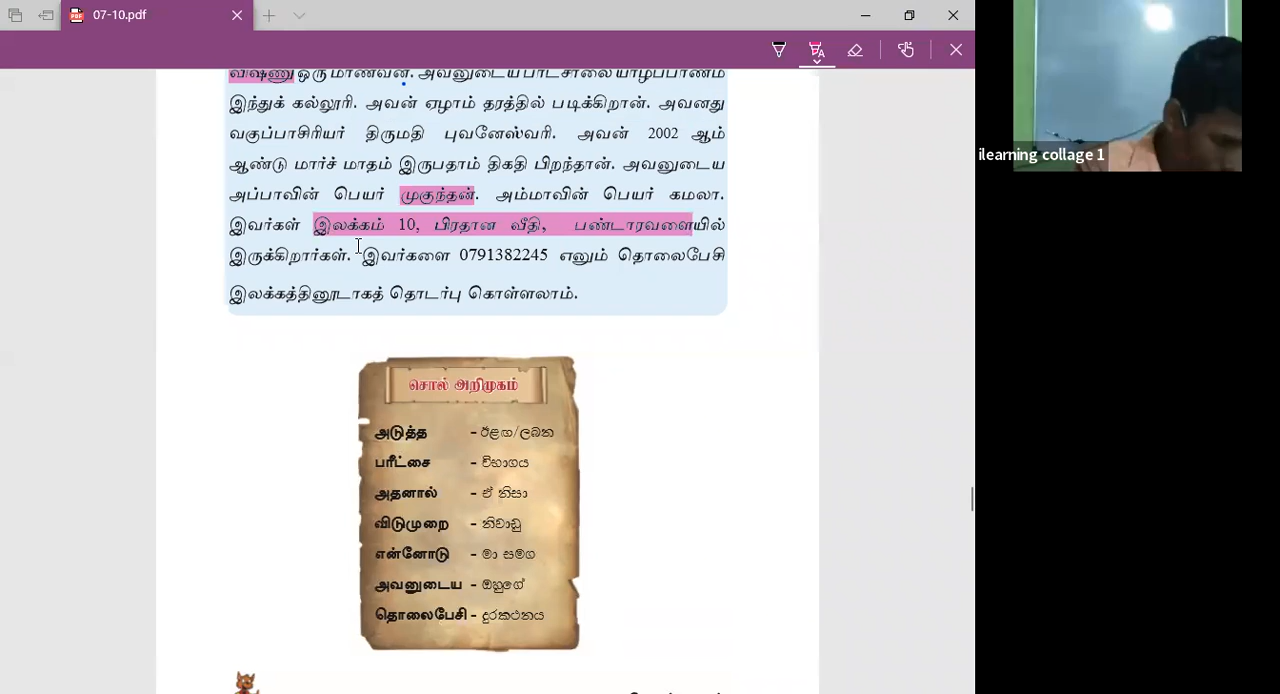 07-10.pdf
விஷ்ணு ஒரு மாணவன். அவனுடைய பாடசாலை யாழ்ப்பாணம்
இந்துக் கல்லூரி. அவன் ஏழாம் தரத்தில் படிக்கிறான். அவனது
வகுப்பாசிரியர் திருமதி புவனேஸ்வரி. அவன் 2002 ஆம்
ஆண்டு மார்ச் மாதம் இருபதாம் திகதி பிறந்தான். அவனுடைய
அப்பாவின் பெயர் முகுந்தன். அம்மாவின் பெயர் கமலா.
இவர்கள் இலக்கம் 10, பிரதான வீதி, பண்டாரவளையில்
இருக்கிறார்கள். இவர்களை 0791382245 எனும் தொலைபேசி
இலக்கத்தினூடாகத் தொடர்பு கொள்ளலாம்.
சொல் அறிமுகம்
அடுத்த - ඊළඟ/ලබන
பரீட்சை - විභාගය
அதனால் - ඒ නිසා
விடுமுறை - නිවාඩු
என்னோடு - මා සමග
அவனுடைய - ඔහුගේ
தொலைபேசி - දුරකථනය
ilearning collage 1